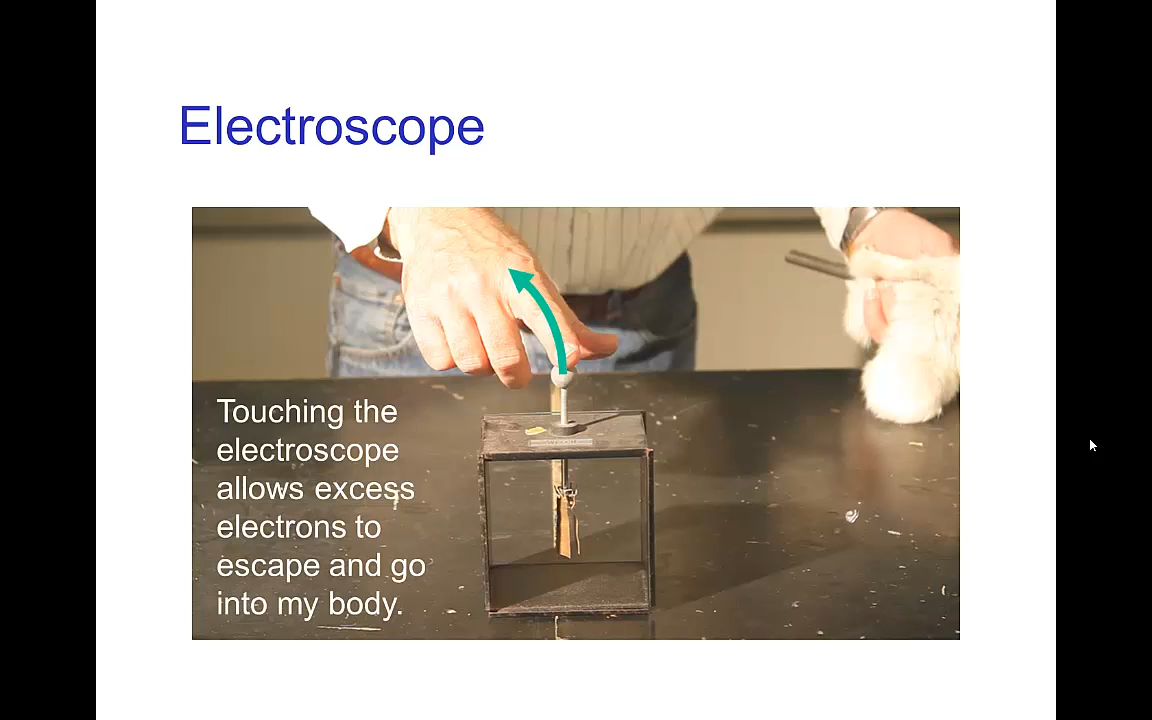 Electroscope
Touching the
electroscope
allows excess
electrons to
escape and go
into my body.